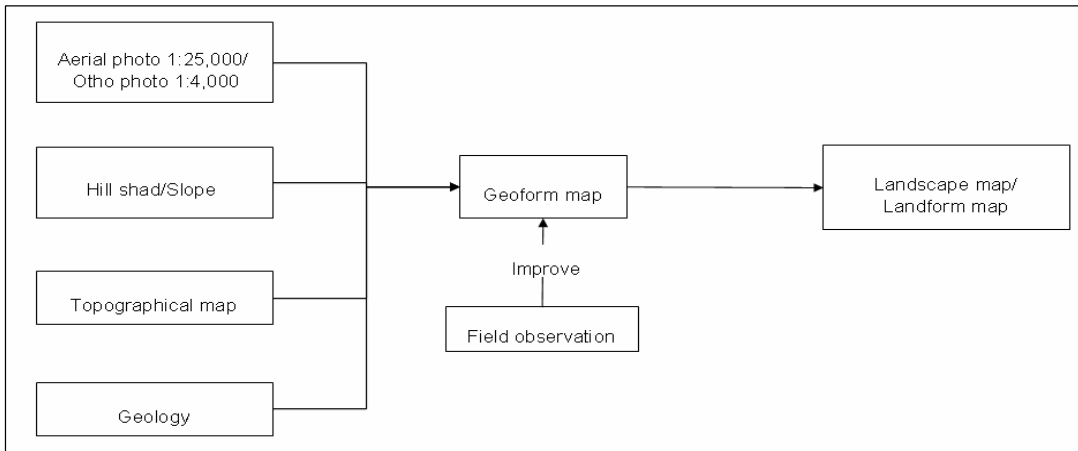 Aerial photo 1:25,000/
Otho photo 1:4,000
Hill shad/Slope
Geoform map
Landscape map/
Landform map
Improve
Topographical map
Field observation
Geology